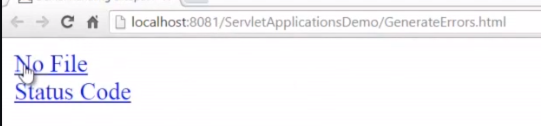 localhost:8081/ServletApplicationsDemo/GenerateErrors.html
No File
Status Code